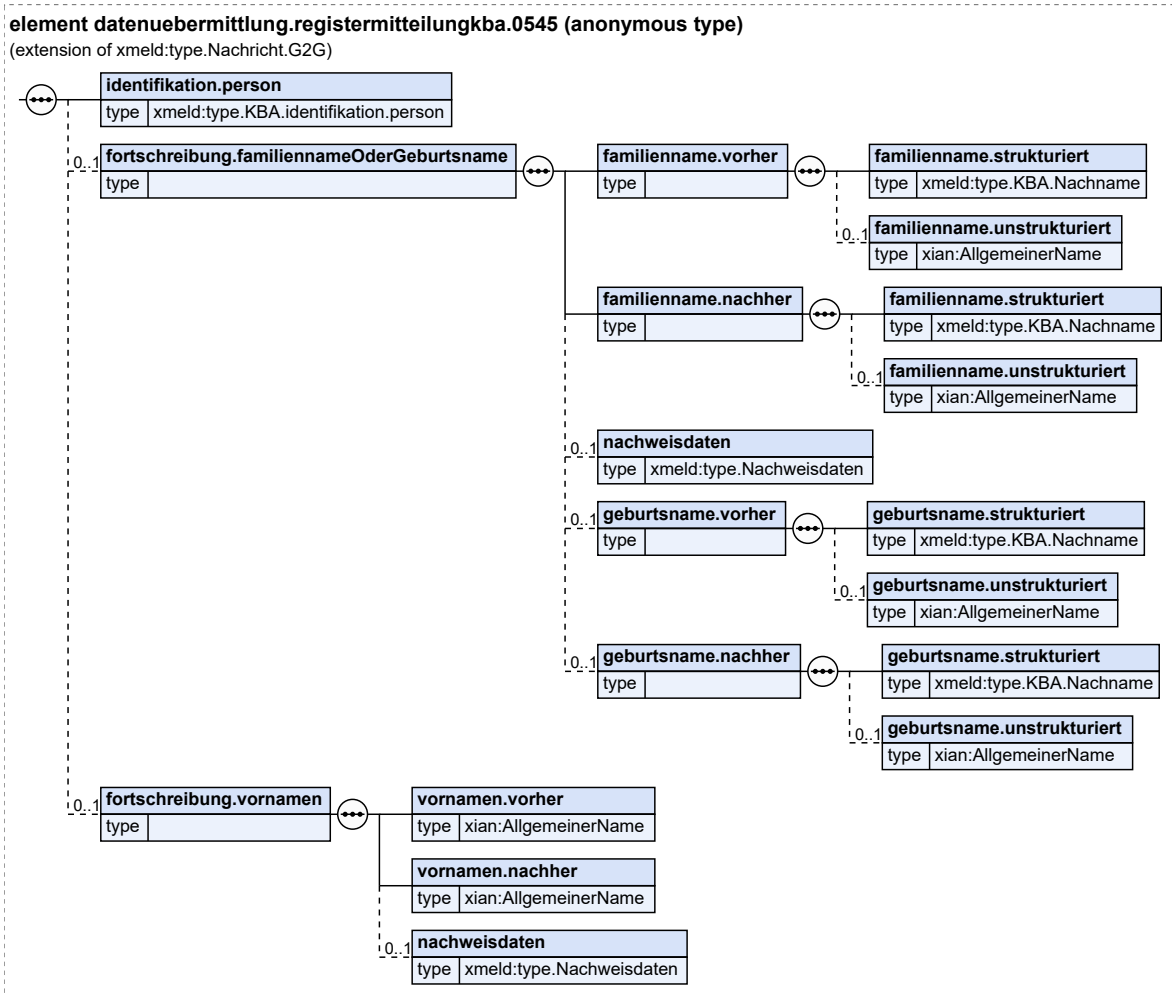 element datenuebermittlung.registermitteilungkba.0545 (anonymous type)
(extension of xmeld:type.Nachricht.G2G)
identifikation.person
type xmeld:type.KBA.identifikation.person
0..1
fortschreibung.familiennameOderGeburtsname
type
familienname.vorher
type
familienname.strukturiert
type xmeld:type.KBA.Nachname
0..1
familienname.unstrukturiert
type xian:AllgemeinerName
familienname.nachher
type
familienname.strukturiert
type xmeld:type.KBA.Nachname
0..1
familienname.unstrukturiert
type xian:AllgemeinerName
0..1
nachweisdaten
type xmeld:type.Nachweisdaten
0..1
geburtsname.vorher
type
geburtsname.strukturiert
type xmeld:type.KBA.Nachname
0..1
geburtsname.unstrukturiert
type xian:AllgemeinerName
0..1
geburtsname.nachher
type
geburtsname.strukturiert
type xmeld:type.KBA.Nachname
0..1
geburtsname.unstrukturiert
type xian:AllgemeinerName
0..1
fortschreibung.vornamen
type
vornamen.vorher
type xian:AllgemeinerName
vornamen.nachher
type xian:AllgemeinerName
0..1
nachweisdaten
type xmeld:type.Nachweisdaten